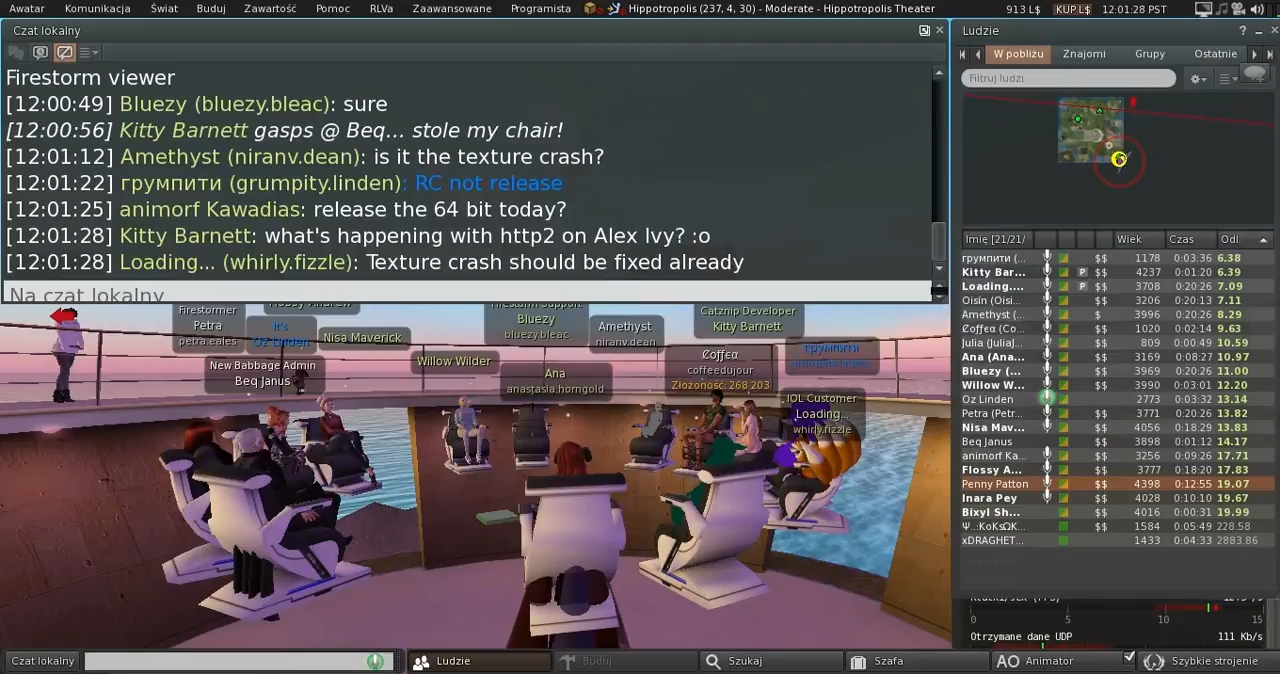 Awatar Komunikacja Świat Buduj Zawartość Pomoc RLVa Zaawansowane Programista Hippotropolis (237, 4, 30) - Moderate - Hippotropolis Theater 913 L$ KUP L$ 12:01:28 PST
Czat lokalny
Firestorm viewer
[12:00:49] Bluezy (bluezy.bleac): sure
[12:00:56] Kitty Barnett gasps @ Beq... stole my chair!
[12:01:12] Amethyst (niranv.dean): is it the texture crash?
[12:01:22] грумпити (grumpity.linden): RC not release
[12:01:25] animorf Kawadias: release the 64 bit today?
[12:01:28] Kitty Barnett: what's happening with http2 on Alex Ivy? :o
[12:01:28] Loading... (whirly.fizzle): Texture crash should be fixed already
Na czat lokalny
Firestormer
Petra
petra.eales
It's
Oz Linden
Nisa Maverick
New Babbage Admin
Beq Janus
Willow Wilder
Firestorm Support
Bluezy
bluezy.bleac
Ana
anastasia.horngold
Amethyst
niranv.dean
Catznip Developer
Kitty Barnett
Coffee
coffeedujour
Złożoność: 268 203
грумпити
IOL Customer
Loading...
whirly.fizzle
Ludzie
W pobliżu Znajomi Grupy Ostatnie
Filtruj ludzi
Imię [21/21/ Wiek Czas Odl.
грумпити (... $$ 1178 0:03:36 6.38
Kitty Bar... P $$ 4237 0:01:20 6.39
Loading.... P $$ 3708 0:20:26 7.09
Oisín (Oisi... $$ 3206 0:20:13 7.11
Amethyst (... $ 3996 0:20:26 8.29
Coffee (Co... $$ 1020 0:02:14 9.63
Julia (JuliaJ... $$ 809 0:00:49 10.59
Ana (Ana... $$ 3169 0:08:27 10.97
Bluezy (... $$ 3969 0:20:26 11.00
Willow W... $$ 3990 0:03:01 12.20
Oz Linden 2773 0:03:32 13.14
Petra (Petr... $$ 3771 0:20:26 13.82
Nisa Mav... $$ 4056 0:18:29 13.83
Beq Janus $$ 3898 0:01:12 14.17
animorf Ka... $$ 3256 0:09:26 17.71
Flossy A... $$ 3777 0:18:20 17.83
Penny Patton $$ 4398 0:12:55 19.07
Inara Pey $$ 4028 0:10:10 19.67
Bixyl Sh... $$ 4016 0:00:31 19.99
Ψ..:KoKsΩK... $$ 1584 0:05:49 228.58
xDRAGHET... 1433 0:04:33 2883.86
0 5 10 15
Otrzymane dane UDP 111 Kb/s
Czat lokalny Ludzie Buduj Szukaj Szafa AO Animator Szybkie strojenie